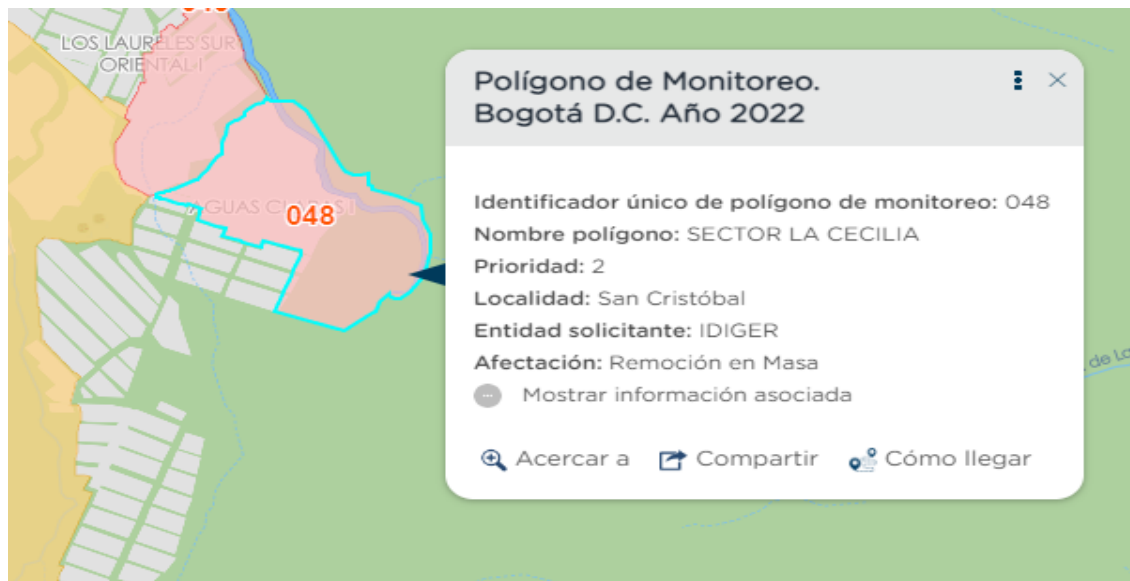 LOS LAURELES SUR
ORIENTAL I
Polígono de Monitoreo.
Bogotá D.C. Año 2022
Identificador único de polígono de monitoreo: 048
Nombre polígono: SECTOR LA CECILIA
Prioridad: 2
Localidad: San Cristóbal
Entidad solicitante: IDIGER
Afectación: Remoción en Masa
Mostrar información asociada
Acercar a Compartir Cómo llegar
AGUAS
048
de